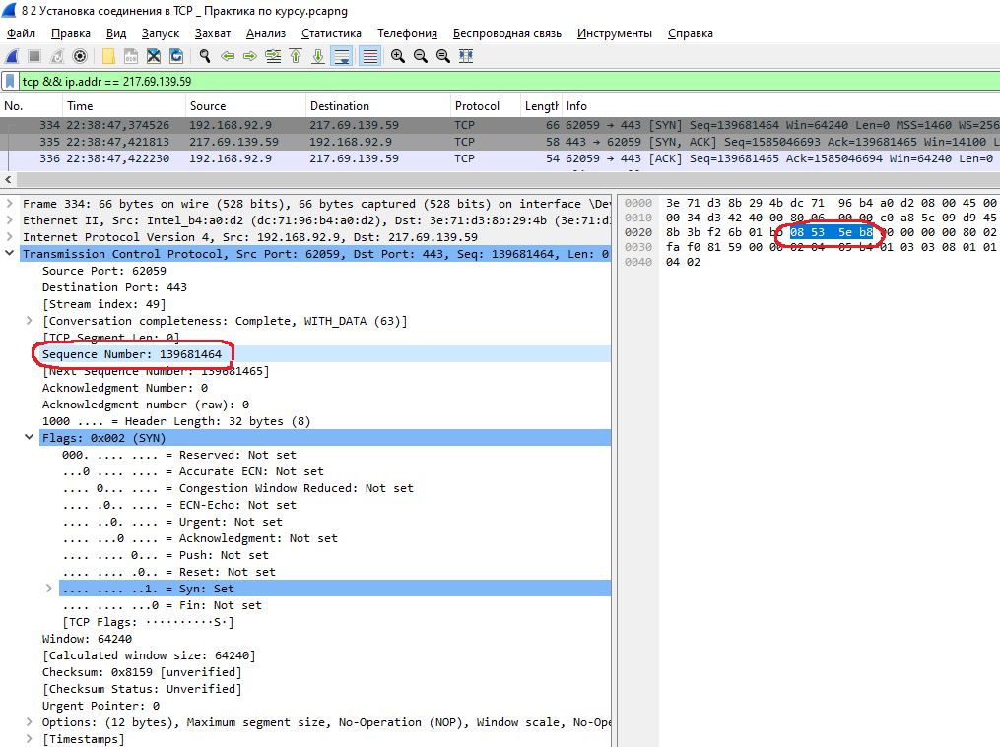 8 2 Установка соединения в TCP _ Практика по курсу.pcapng
Файл Правка Вид Запуск Захват Анализ Статистика Телефония Беспроводная связь Инструменты Справка
tcp && ip.addr == 217.69.139.59
No. Time Source Destination Protocol Length Info
334 22:38:47,374526 192.168.92.9 217.69.139.59 TCP 66 62059 → 443 [SYN] Seq=139681464 Win=64240 Len=0 MSS=1460 WS=256
335 22:38:47,421813 217.69.139.59 192.168.92.9 TCP 58 443 → 62059 [SYN, ACK] Seq=1585046693 Ack=139681465 Win=14100 L
336 22:38:47,422230 192.168.92.9 217.69.139.59 TCP 54 62059 → 443 [ACK] Seq=139681465 Ack=1585046694 Win=64240 Len=0
Frame 334: 66 bytes on wire (528 bits), 66 bytes captured (528 bits) on interface \De
Ethernet II, Src: Intel_b4:a0:d2 (dc:71:96:b4:a0:d2), Dst: 3e:71:d3:8b:29:4b (3e:71:d
Internet Protocol Version 4, Src: 192.168.92.9, Dst: 217.69.139.59
Transmission Control Protocol, Src Port: 62059, Dst Port: 443, Seq: 139681464, Len: 0
Source Port: 62059
Destination Port: 443
[Stream index: 49]
[Conversation completeness: Complete, WITH_DATA (63)]
[TCP Segment Len: 0]
Sequence Number: 139681464
[Next Sequence Number: 139681465]
Acknowledgment Number: 0
Acknowledgment number (raw): 0
1000 .... = Header Length: 32 bytes (8)
Flags: 0x002 (SYN)
000. .... .... = Reserved: Not set
...0 .... .... = Accurate ECN: Not set
.... 0... .... = Congestion Window Reduced: Not set
.... .0.. .... = ECN-Echo: Not set
.... ..0. .... = Urgent: Not set
.... ...0 .... = Acknowledgment: Not set
.... .... 0... = Push: Not set
.... .... .0.. = Reset: Not set
.... .... ..1. = Syn: Set
.... .... ...0 = Fin: Not set
[TCP Flags: ··········S·]
Window: 64240
[Calculated window size: 64240]
Checksum: 0x8159 [unverified]
[Checksum Status: Unverified]
Urgent Pointer: 0
Options: (12 bytes), Maximum segment size, No-Operation (NOP), Window scale, No-Ope
[Timestamps]
0000 3e 71 d3 8b 29 4b dc 71 96 b4 a0 d2 08 00 45 00
0010 00 34 d3 42 40 00 80 06 00 00 c0 a8 5c 09 d9 45
0020 8b 3b f2 6b 01 bb 08 53 5e b8 00 00 00 00 80 02
0030 fa f0 81 59 00 00 02 04 05 b4 01 03 03 08 01 01
0040 04 02